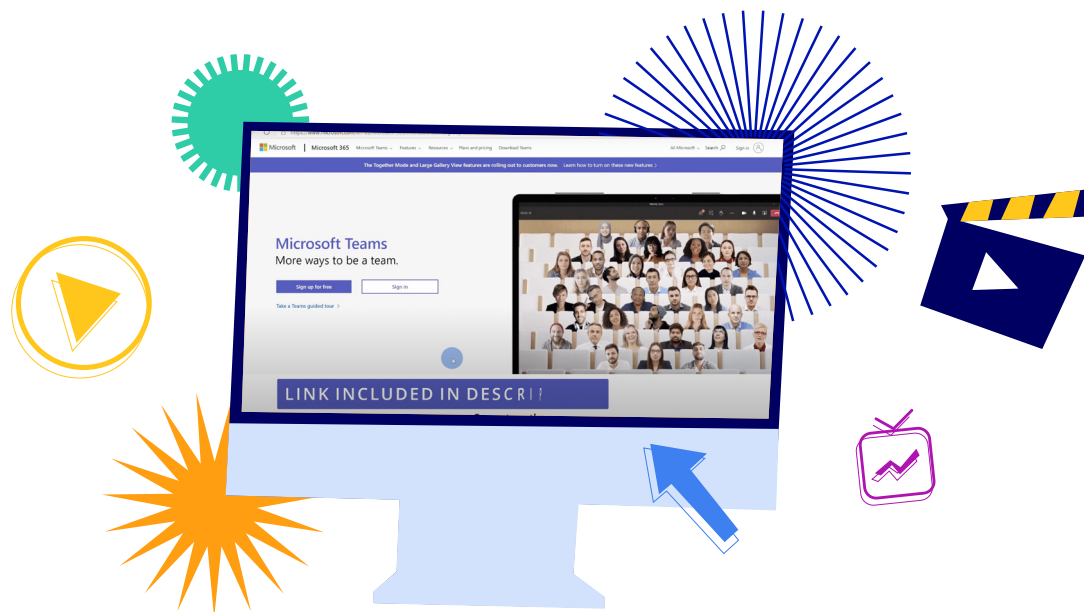 Microsoft | Microsoft 365 Microsoft Teams Features Resources Plans and pricing Download Teams All Microsoft Search Sign in
The Together Mode and Large Gallery View features are rolling out to customers now. Learn how to turn on these new features >
Microsoft Teams
More ways to be a team.
Sign up for free Sign in
Take a Teams guided tour >
LINK INCLUDED IN DESCRI